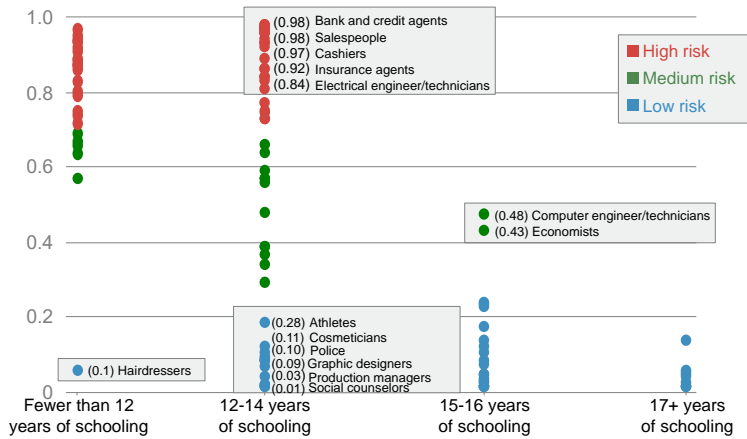 1.0
0.8
0.6
0.4
0.2
0
(0.98) Bank and credit agents
(0.98) Salespeople
(0.97) Cashiers
(0.92) Insurance agents
(0.84) Electrical engineer/technicians
High risk
Medium risk
Low risk
(0.48) Computer engineer/technicians
(0.43) Economists
(0.28) Athletes
(0.11) Cosmeticians
(0.10) Police
(0.09) Graphic designers
(0.03) Production managers
(0.01) Social counselors
(0.1) Hairdressers
Fewer than 12
years of schooling
12-14 years
of schooling
15-16 years
of schooling
17+ years
of schooling